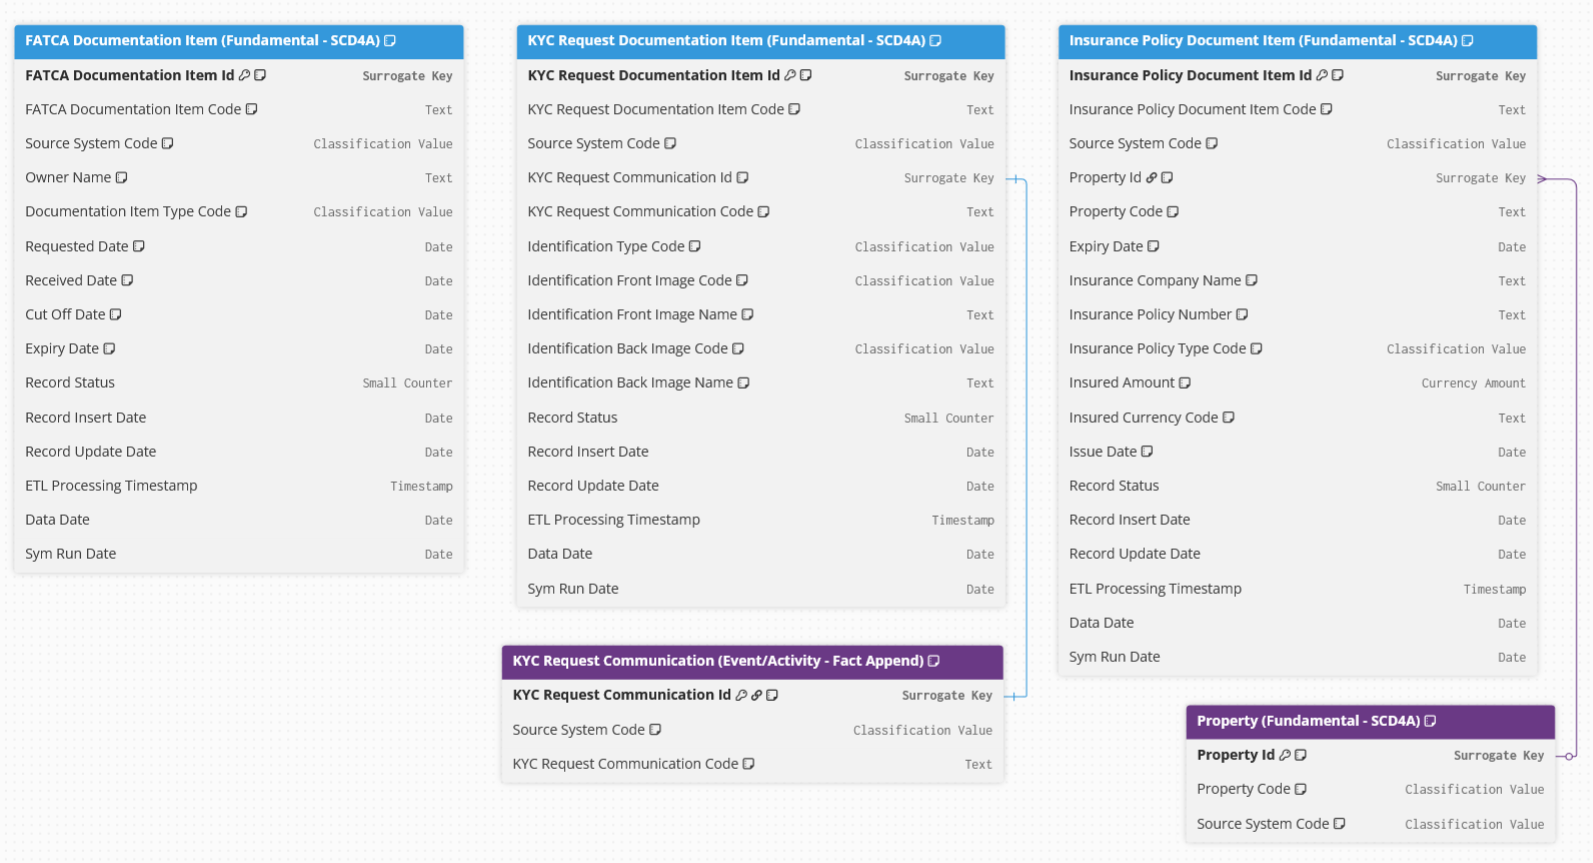 FATCA Documentation Item (Fundamental - SCD4A)
FATCA Documentation Item Id Surrogate Key
FATCA Documentation Item Code Text
Source System Code Classification Value
Owner Name Text
Documentation Item Type Code Classification Value
Requested Date Date
Received Date Date
Cut Off Date Date
Expiry Date Date
Record Status Small Counter
Record Insert Date Date
Record Update Date Date
ETL Processing Timestamp Timestamp
Data Date Date
Sym Run Date Date
KYC Request Documentation Item (Fundamental - SCD4A)
KYC Request Documentation Item Id Surrogate Key
KYC Request Documentation Item Code Text
Source System Code Classification Value
KYC Request Communication Id Surrogate Key
KYC Request Communication Code Text
Identification Type Code Classification Value
Identification Front Image Code Classification Value
Identification Front Image Name Text
Identification Back Image Code Classification Value
Identification Back Image Name Text
Record Status Small Counter
Record Insert Date Date
Record Update Date Date
ETL Processing Timestamp Timestamp
Data Date Date
Sym Run Date Date
KYC Request Communication (Event/Activity - Fact Append)
KYC Request Communication Id Surrogate Key
Source System Code Classification Value
KYC Request Communication Code Text
Insurance Policy Document Item (Fundamental - SCD4A)
Insurance Policy Document Item Id Surrogate Key
Insurance Policy Document Item Code Text
Source System Code Classification Value
Property Id Surrogate Key
Property Code Text
Expiry Date Date
Insurance Company Name Text
Insurance Policy Number Text
Insurance Policy Type Code Classification Value
Insured Amount Currency Amount
Insured Currency Code Text
Issue Date Date
Record Status Small Counter
Record Insert Date Date
Record Update Date Date
ETL Processing Timestamp Timestamp
Data Date Date
Sym Run Date Date
Property (Fundamental - SCD4A)
Property Id Surrogate Key
Property Code Classification Value
Source System Code Classification Value